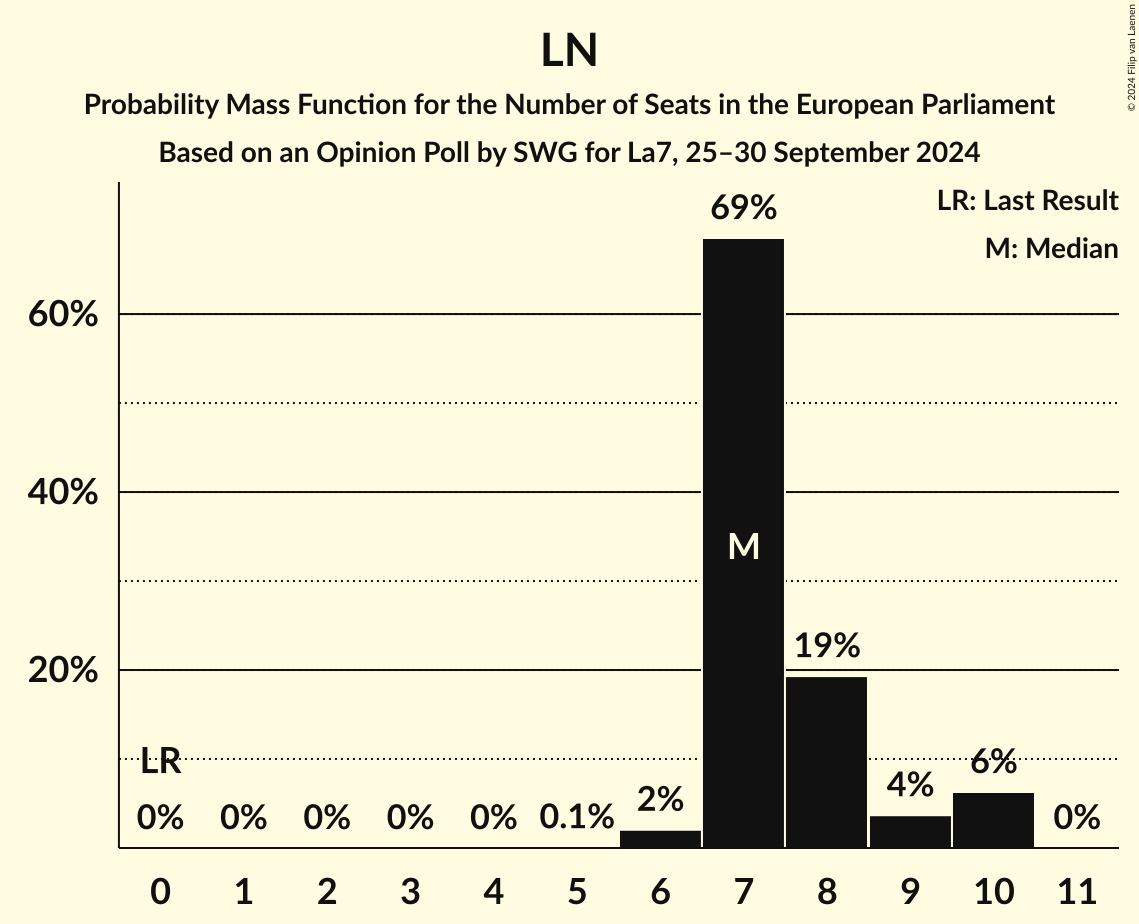 LN
Probability Mass Function for the Number of Seats in the European Parliament
Based on an Opinion Poll by SWG for La7, 25–30 September 2024
© 2024 Filip van Laenen
LR: Last Result
M: Median
69%
60%
40%
M
19%
20%
LR
6%
4%
2%
0% 0% 0% 0% 0% 0.1% 0%
0 1 2 3 4 5 6 7 8 9 10 11